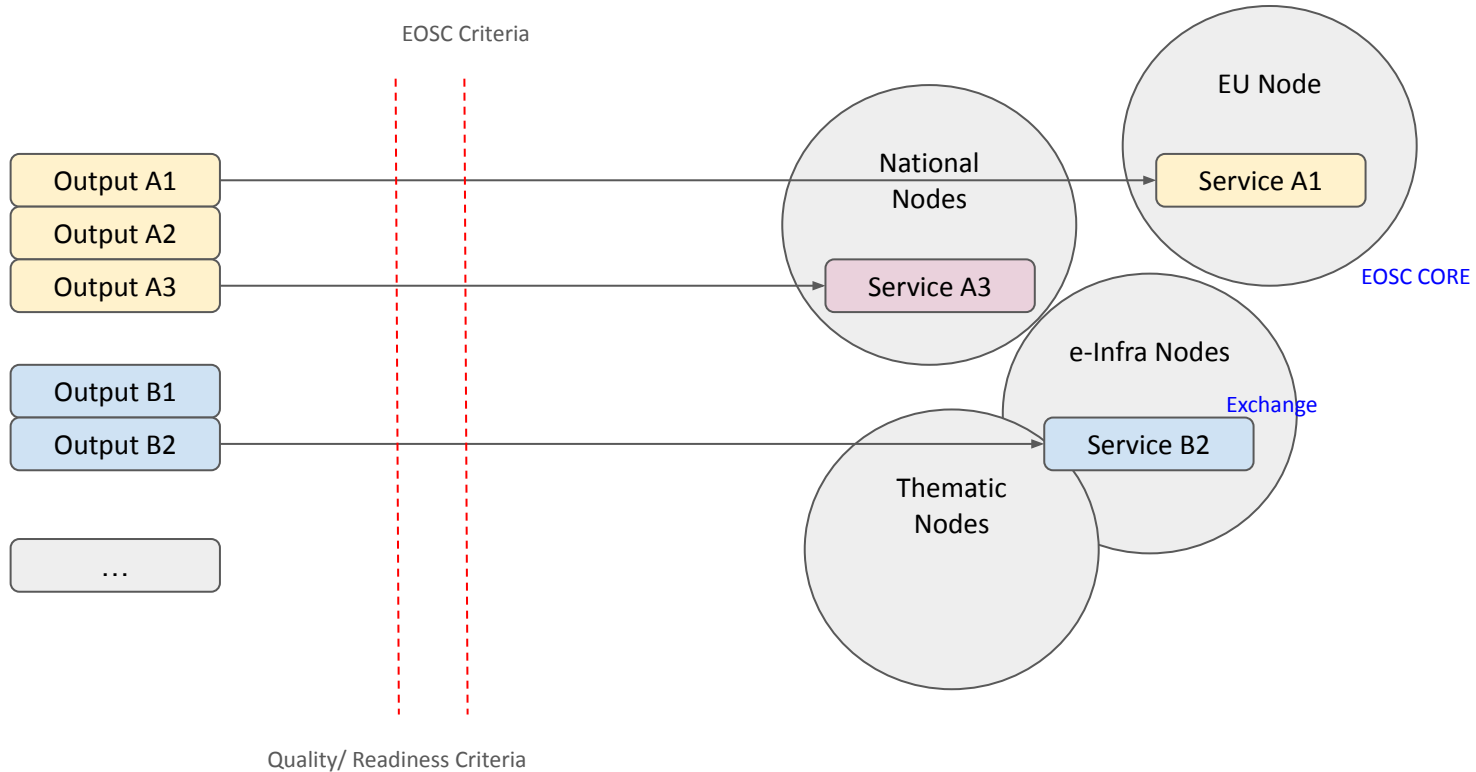 EOSC Criteria
EU Node
National
Nodes
Output A1
Service A1
Output A2
Output A3
Service A3
EOSC CORE
e-Infra Nodes
Output B1
Exchange
Output B2
Service B2
Thematic
Nodes
...
Quality/ Readiness Criteria